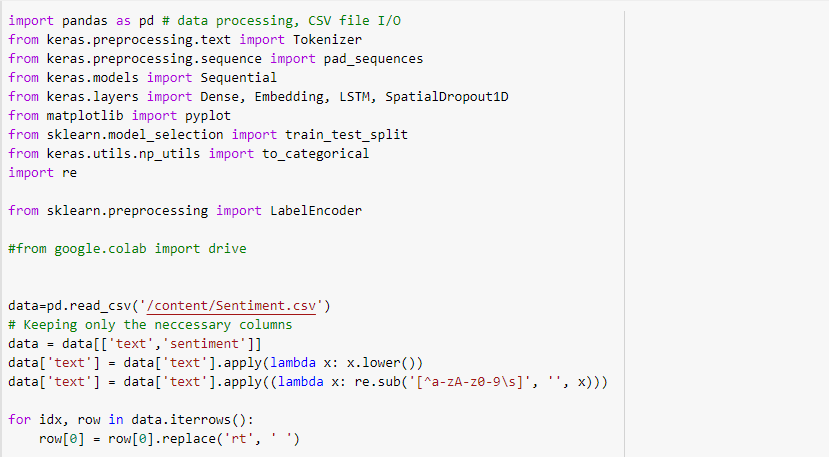 import pandas as pd # data processing, CSV file I/O
from keras.preprocessing.text import Tokenizer
from keras.preprocessing.sequence import pad_sequences
from keras.models import Sequential
from keras.layers import Dense, Embedding, LSTM, SpatialDropout1D
from matplotlib import pyplot
from sklearn.model_selection import train_test_split
from keras.utils.np_utils import to_categorical
import re
from sklearn.preprocessing import LabelEncoder
#from google.colab import drive
data=pd.read_csv('/content/Sentiment.csv')
# Keeping only the neccessary columns
data = data[['text','sentiment']]
data['text'] = data['text'].apply(lambda x: x.lower())
data['text'] = data['text'].apply((lambda x: re.sub('[^a-zA-z0-9\s]', '', x)))
for idx, row in data.iterrows():
    row[0] = row[0].replace('rt', ' ')